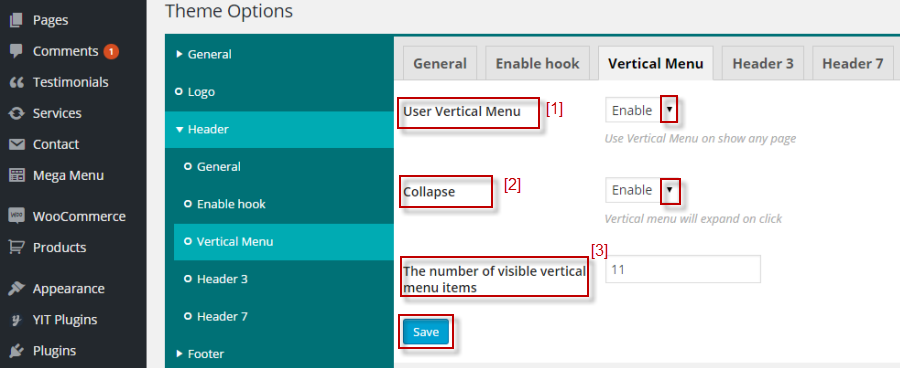 Theme Options
Pages
Comments 1
Testimonials
Services
Contact
Mega Menu
WooCommerce
Products
Appearance
YIT Plugins
Plugins
General
Logo
Header
General
Enable hook
Vertical Menu
Header 3
Header 7
Footer
General Enable hook Vertical Menu Header 3 Header 7
User Vertical Menu [1] Enable
Use Vertical Menu on show any page
Collapse [2] Enable
Vertical menu will expand on click
[3]
The number of visible vertical 11
menu items
Save